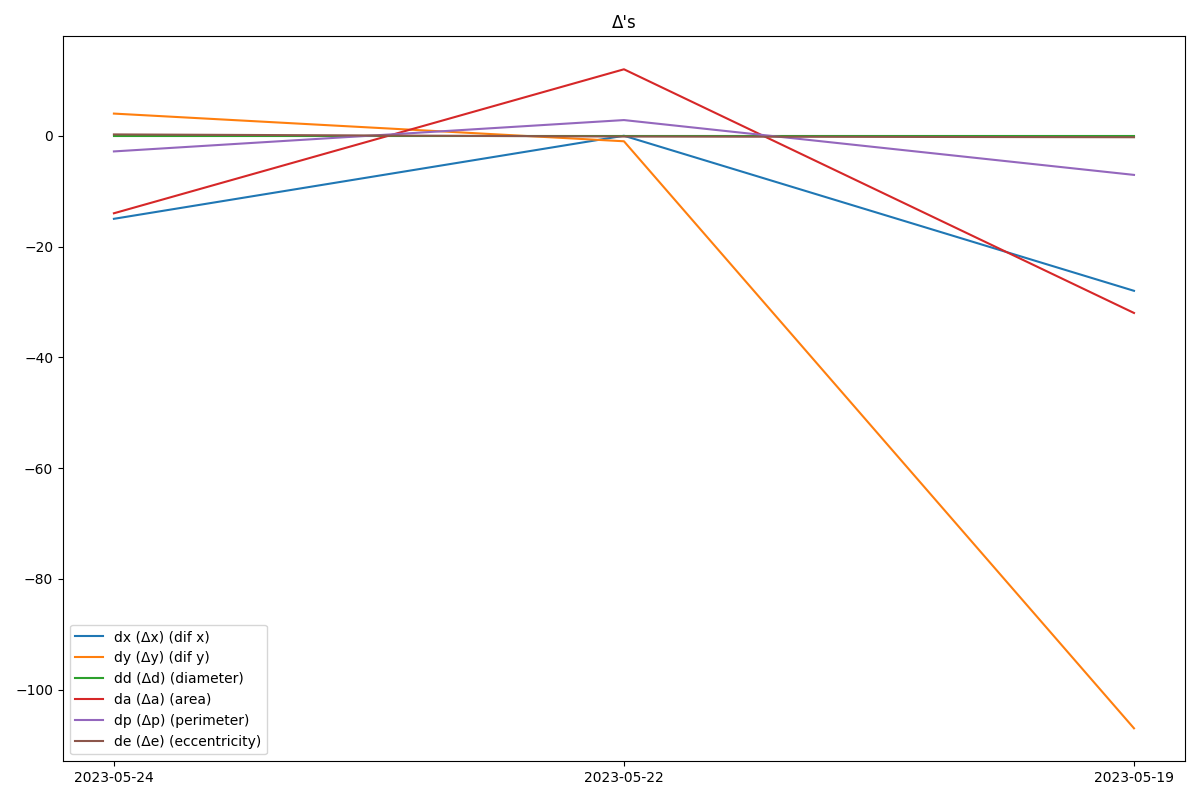 Δ's
0
−20
−40
−60
−80
−100
dx (Δx) (dif x)
dy (Δy) (dif y)
dd (Δd) (diameter)
da (Δa) (area)
dp (Δp) (perimeter)
de (Δe) (eccentricity)
2023-05-24
2023-05-22
2023-05-19